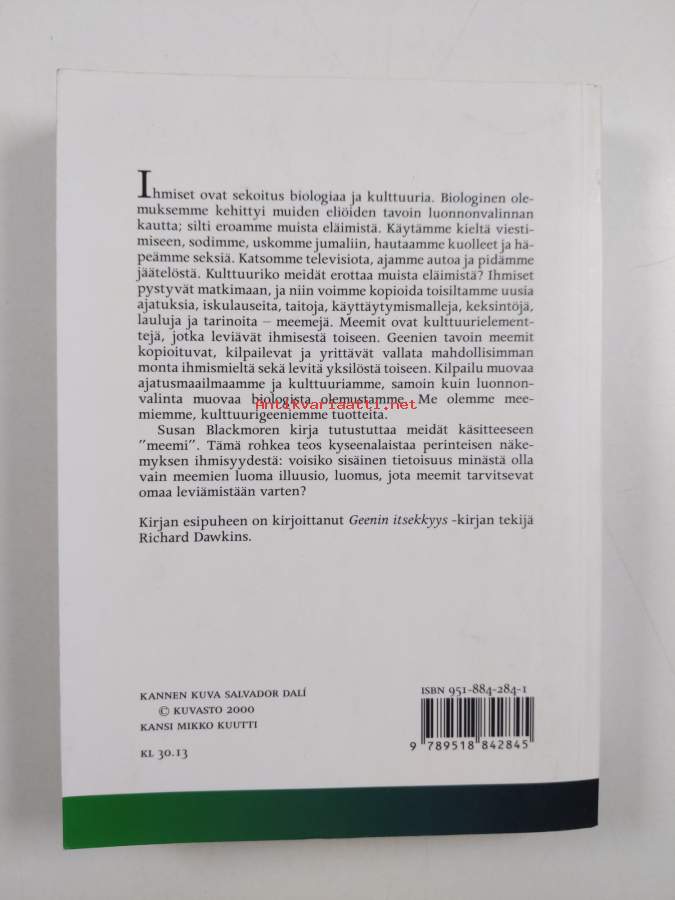 Ihmiset ovat sekoitus biologiaa ja kulttuuria. Biologinen ole-
muksemme kehittyi muiden eliöiden tavoin luonnonvalinnan
kautta; silti eroamme muista eläimistä. Käytämme kieltä viesti-
miseen, sodimme, uskomme jumaliin, hautaamme kuolleet ja hä-
peämme seksiä. Katsomme televisiota, ajamme autoa ja pidämme
jäätelöstä. Kulttuuriko meidät erottaa muista eläimistä? Ihmiset
pystyvät matkimaan, ja niin voimme kopioida toisiltamme uusia
ajatuksia, iskulauseita, taitoja, käyttäytymismalleja, keksintöjä,
lauluja ja tarinoita – meemejä. Meemit ovat kulttuurielement-
tejä, jotka leviävät ihmisestä toiseen. Geenien tavoin meemit
kopioituvat, kilpailevat ja yrittävät vallata mahdollisimman
monta ihmismieltä sekä levitä yksilöstä toiseen. Kilpailu muovaa
ajatusmaailmaamme ja kulttuuriamme, samoin kuin luonnon-
valinta muovaa biologista olemustamme. Me olemme mee-
Antikvariaatti.net
miemme, kulttuurigeeniemme tuotteita.
Susan Blackmoren kirja tutustuttaa meidät käsitteeseen
"meemi". Tämä rohkea teos kyseenalaistaa perinteisen näke-
myksen ihmisyydestä: voisiko sisäinen tietoisuus minästä olla
vain meemien luoma illuusio, luomus, jota meemit tarvitsevat
omaa leviämistään varten?
Kirjan esipuheen on kirjoittanut Geenin itsekkyys -kirjan tekijä
Richard Dawkins.
KANNEN KUVA SALVADOR DALÍ
© KUVASTO 2000
KANSI MIKKO KUUTTI
KL 30.13
ISBN 951-884-284-1
9 789518 842845